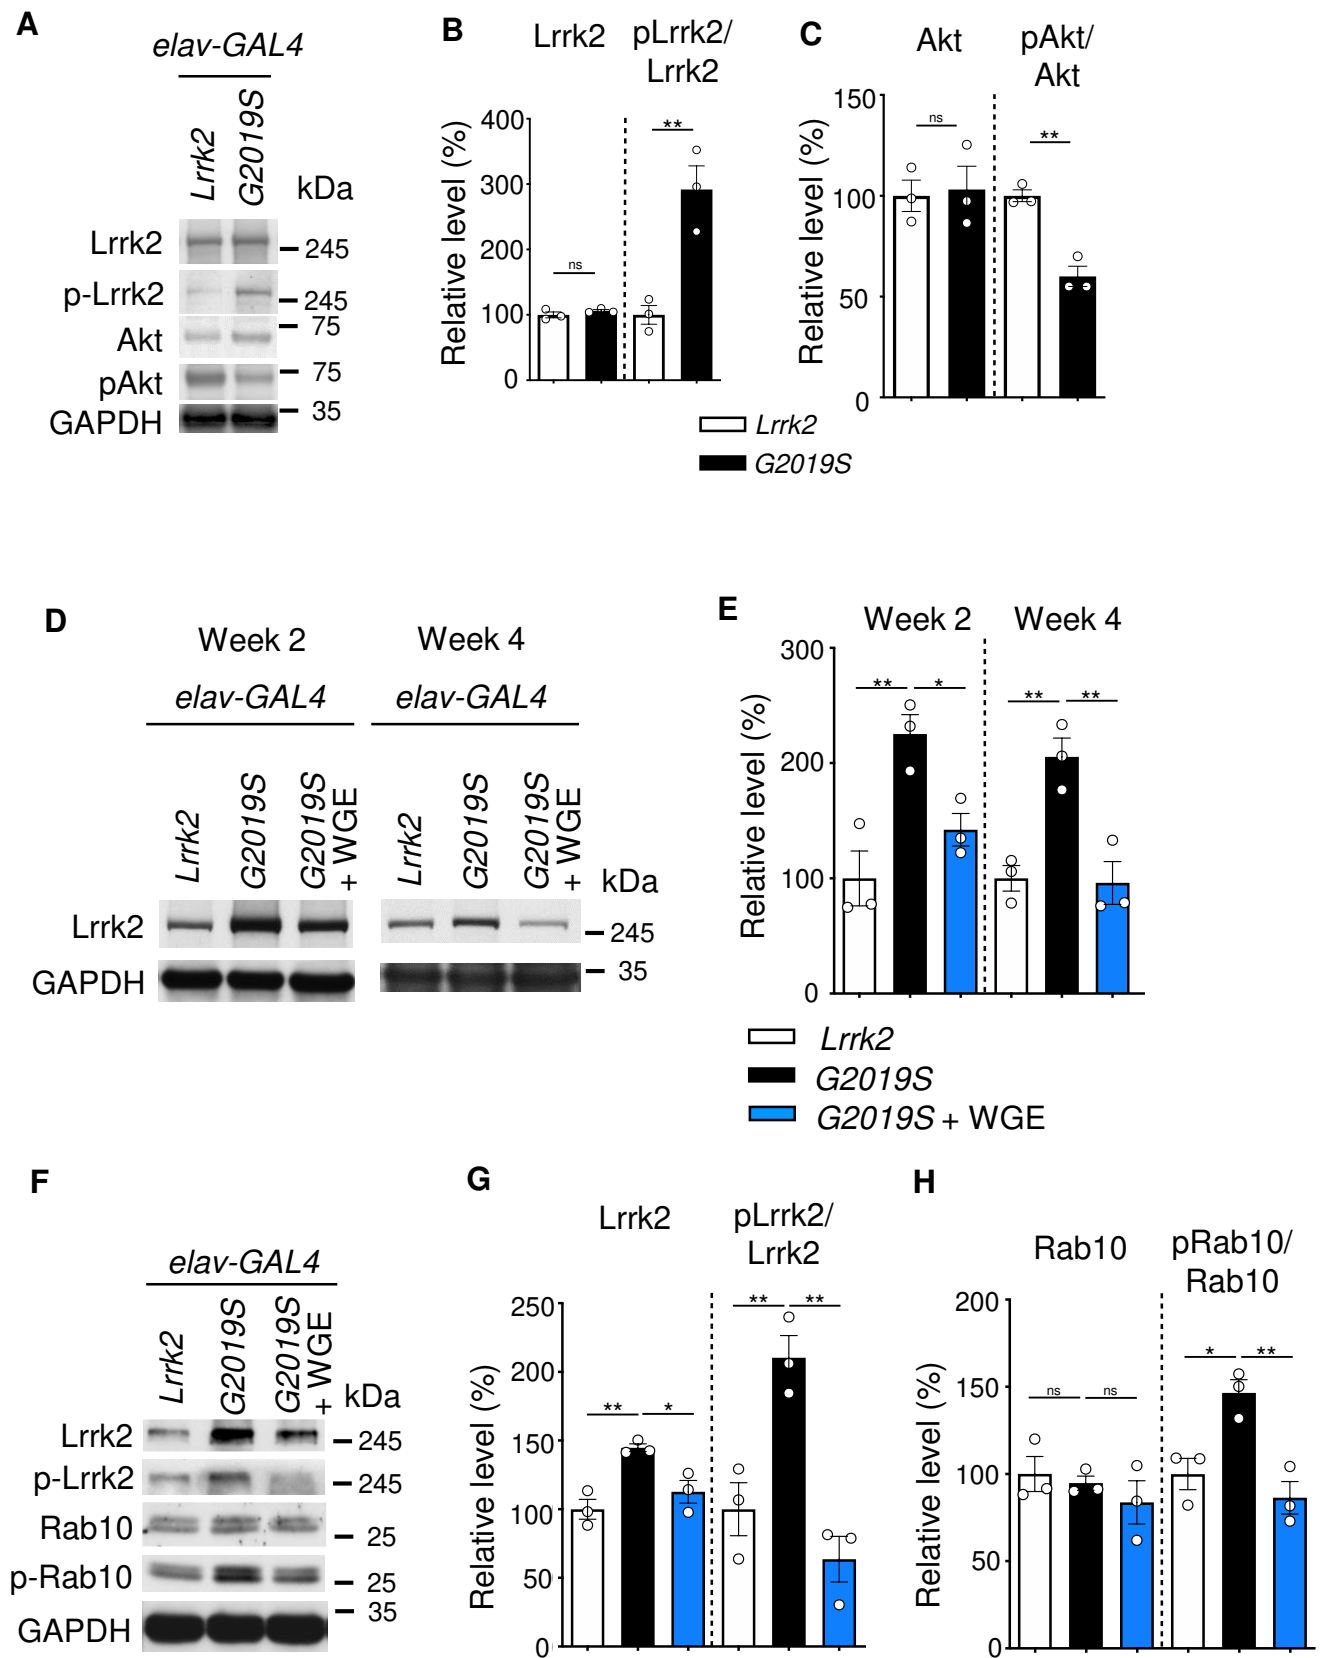 A
elav-GAL4
Lrrk2
G2019S
kDa
Lrrk2
245
p-Lrrk2
245
Akt
75
pAkt
75
GAPDH
35
B
Lrrk2
pLrrk2/
Lrrk2
Relative level (%)
400
300
200
100
0
ns
**
C
Akt
pAkt/
Akt
Relative level (%)
150
100
50
0
ns
**
Lrrk2
G2019S
D
Week 2
Week 4
elav-GAL4
elav-GAL4
Lrrk2
G2019S
G2019S
+ WGE
Lrrk2
G2019S
G2019S
+ WGE
kDa
Lrrk2
245
GAPDH
35
E
Week 2
Week 4
Relative level (%)
300
200
100
0
**
*
**
**
Lrrk2
G2019S
G2019S + WGE
F
elav-GAL4
Lrrk2
G2019S
G2019S
+ WGE
kDa
Lrrk2
245
p-Lrrk2
245
Rab10
25
p-Rab10
25
GAPDH
35
G
Lrrk2
pLrrk2/
Lrrk2
Relative level (%)
250
200
150
100
50
0
**
*
**
**
H
Rab10
pRab10/
Rab10
Relative level (%)
200
150
100
50
0
ns
ns
*
**